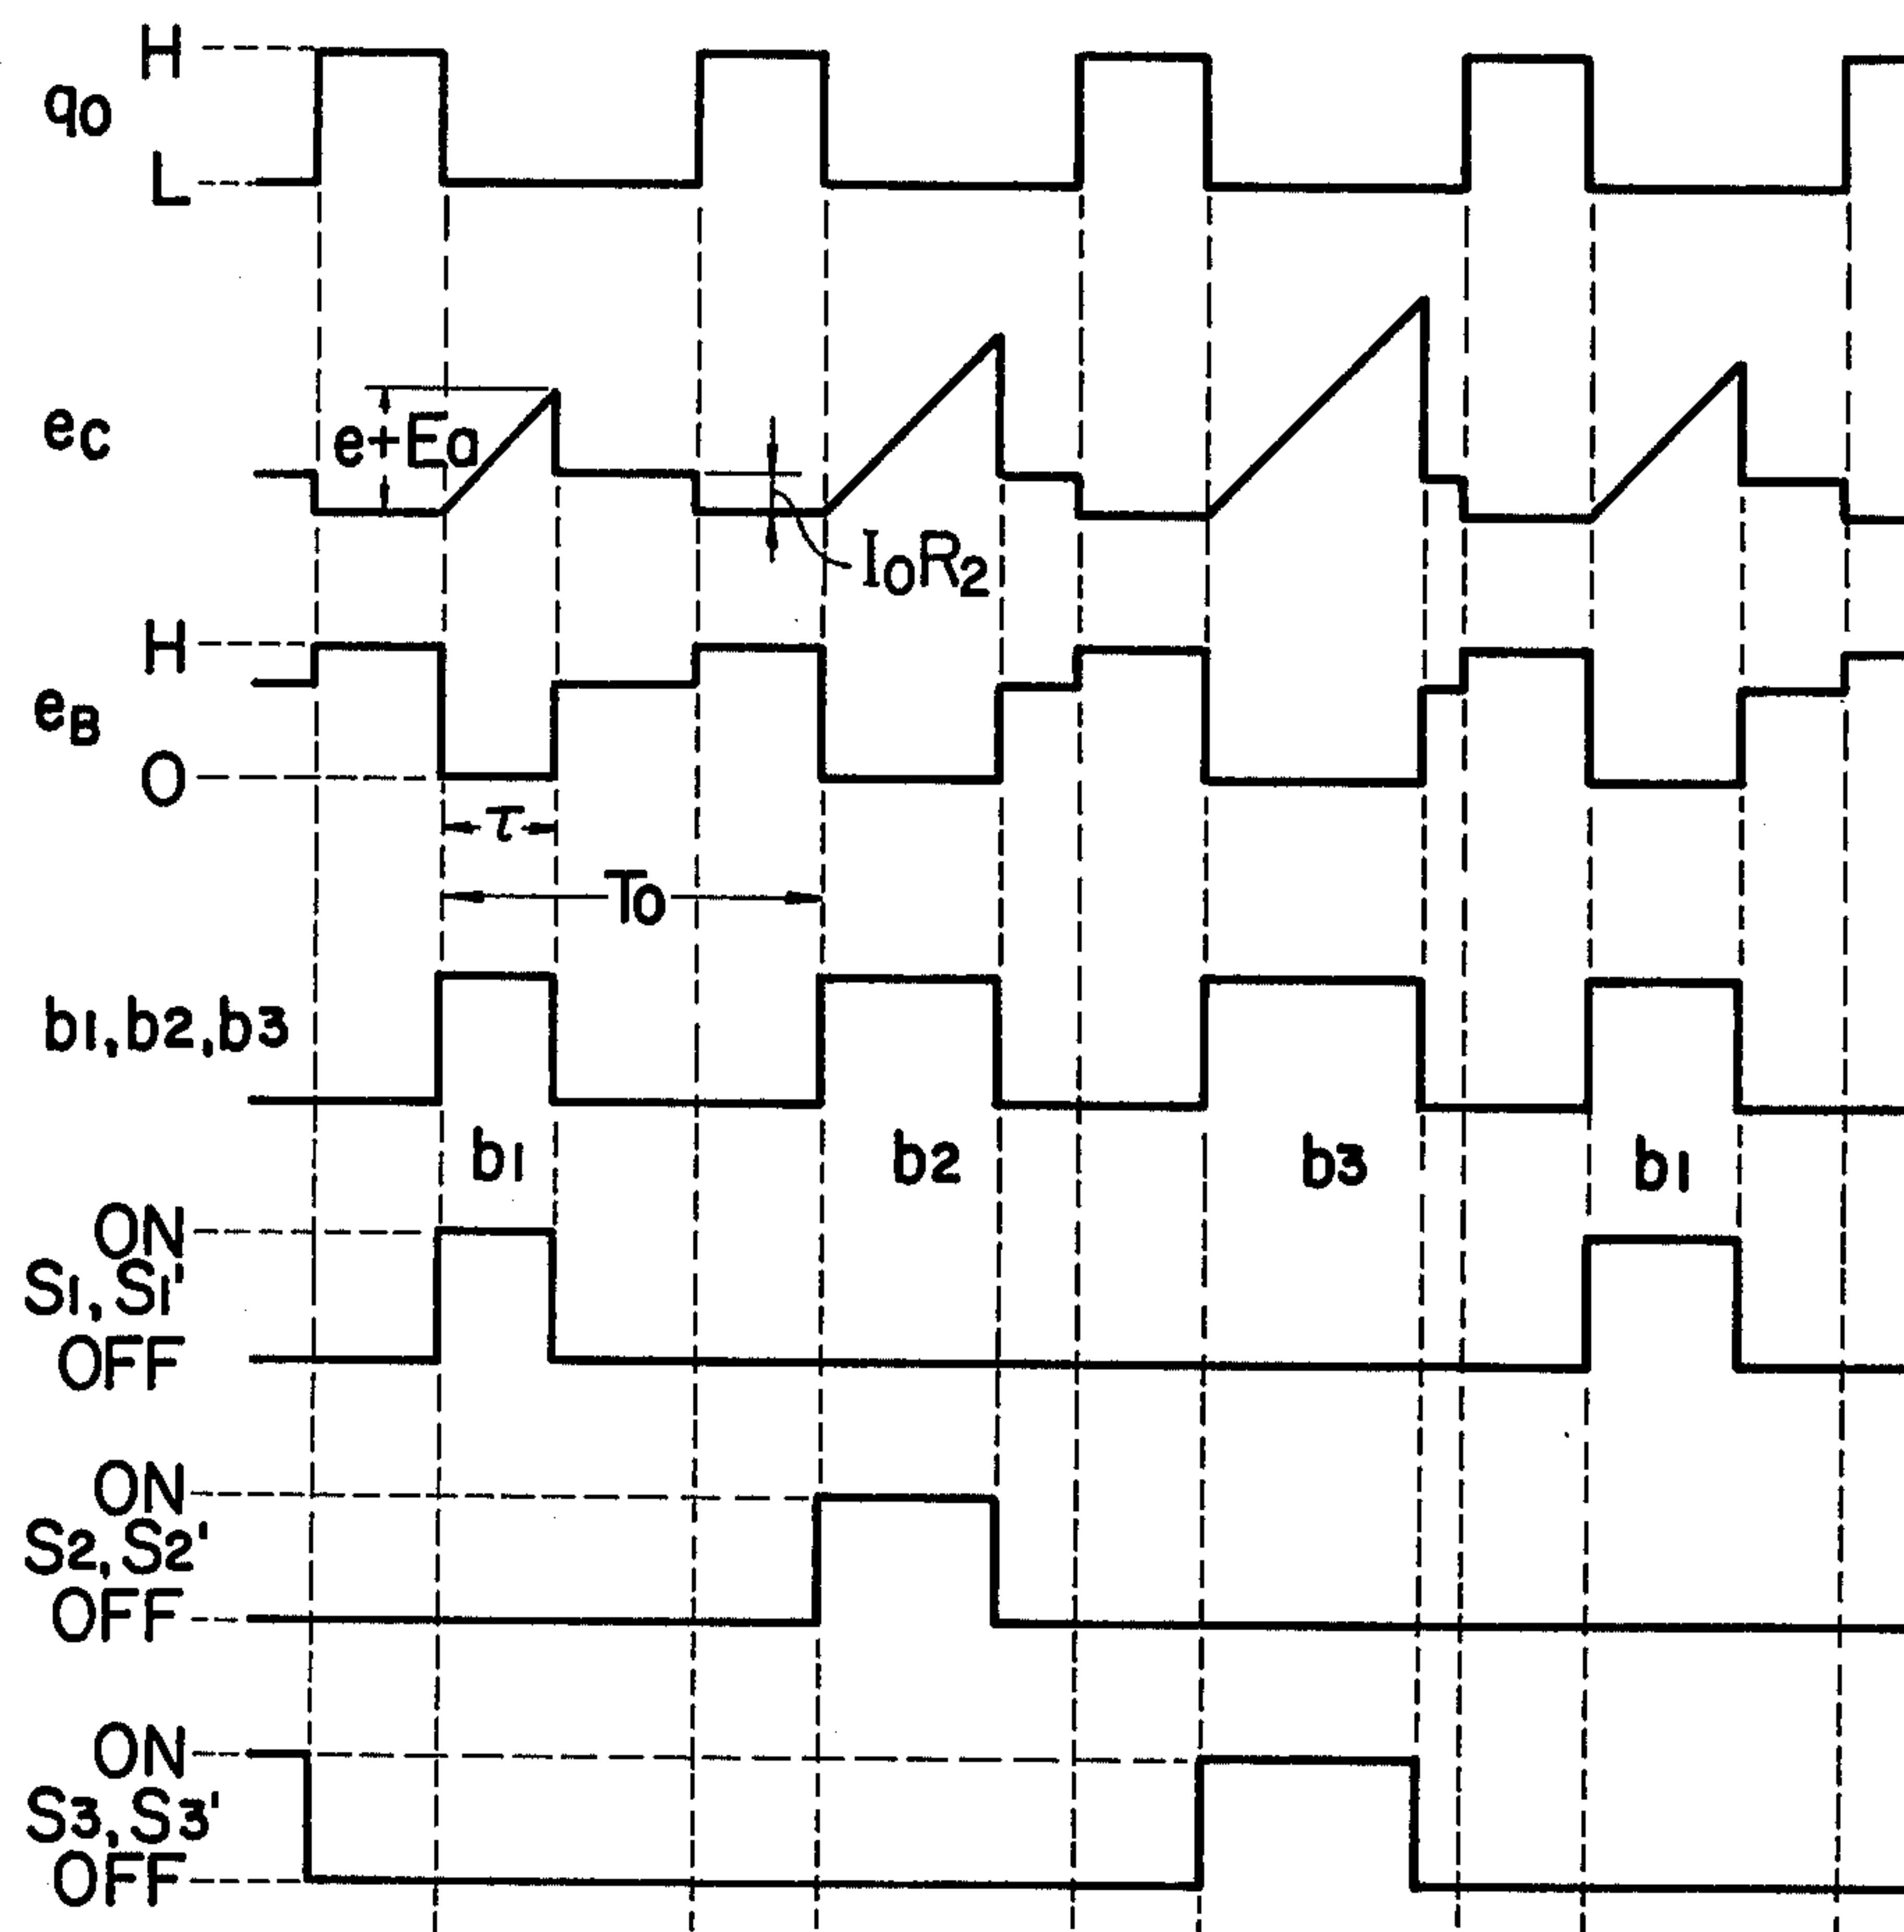 H
q0
L
ec
e+Ea
I0R2
H
eB
O
τ
T0
b1,b2,b3
b1
b2
b3
b1
ON
S1,S1'
OFF
ON
S2,S2'
OFF
ON
S3,S3'
OFF